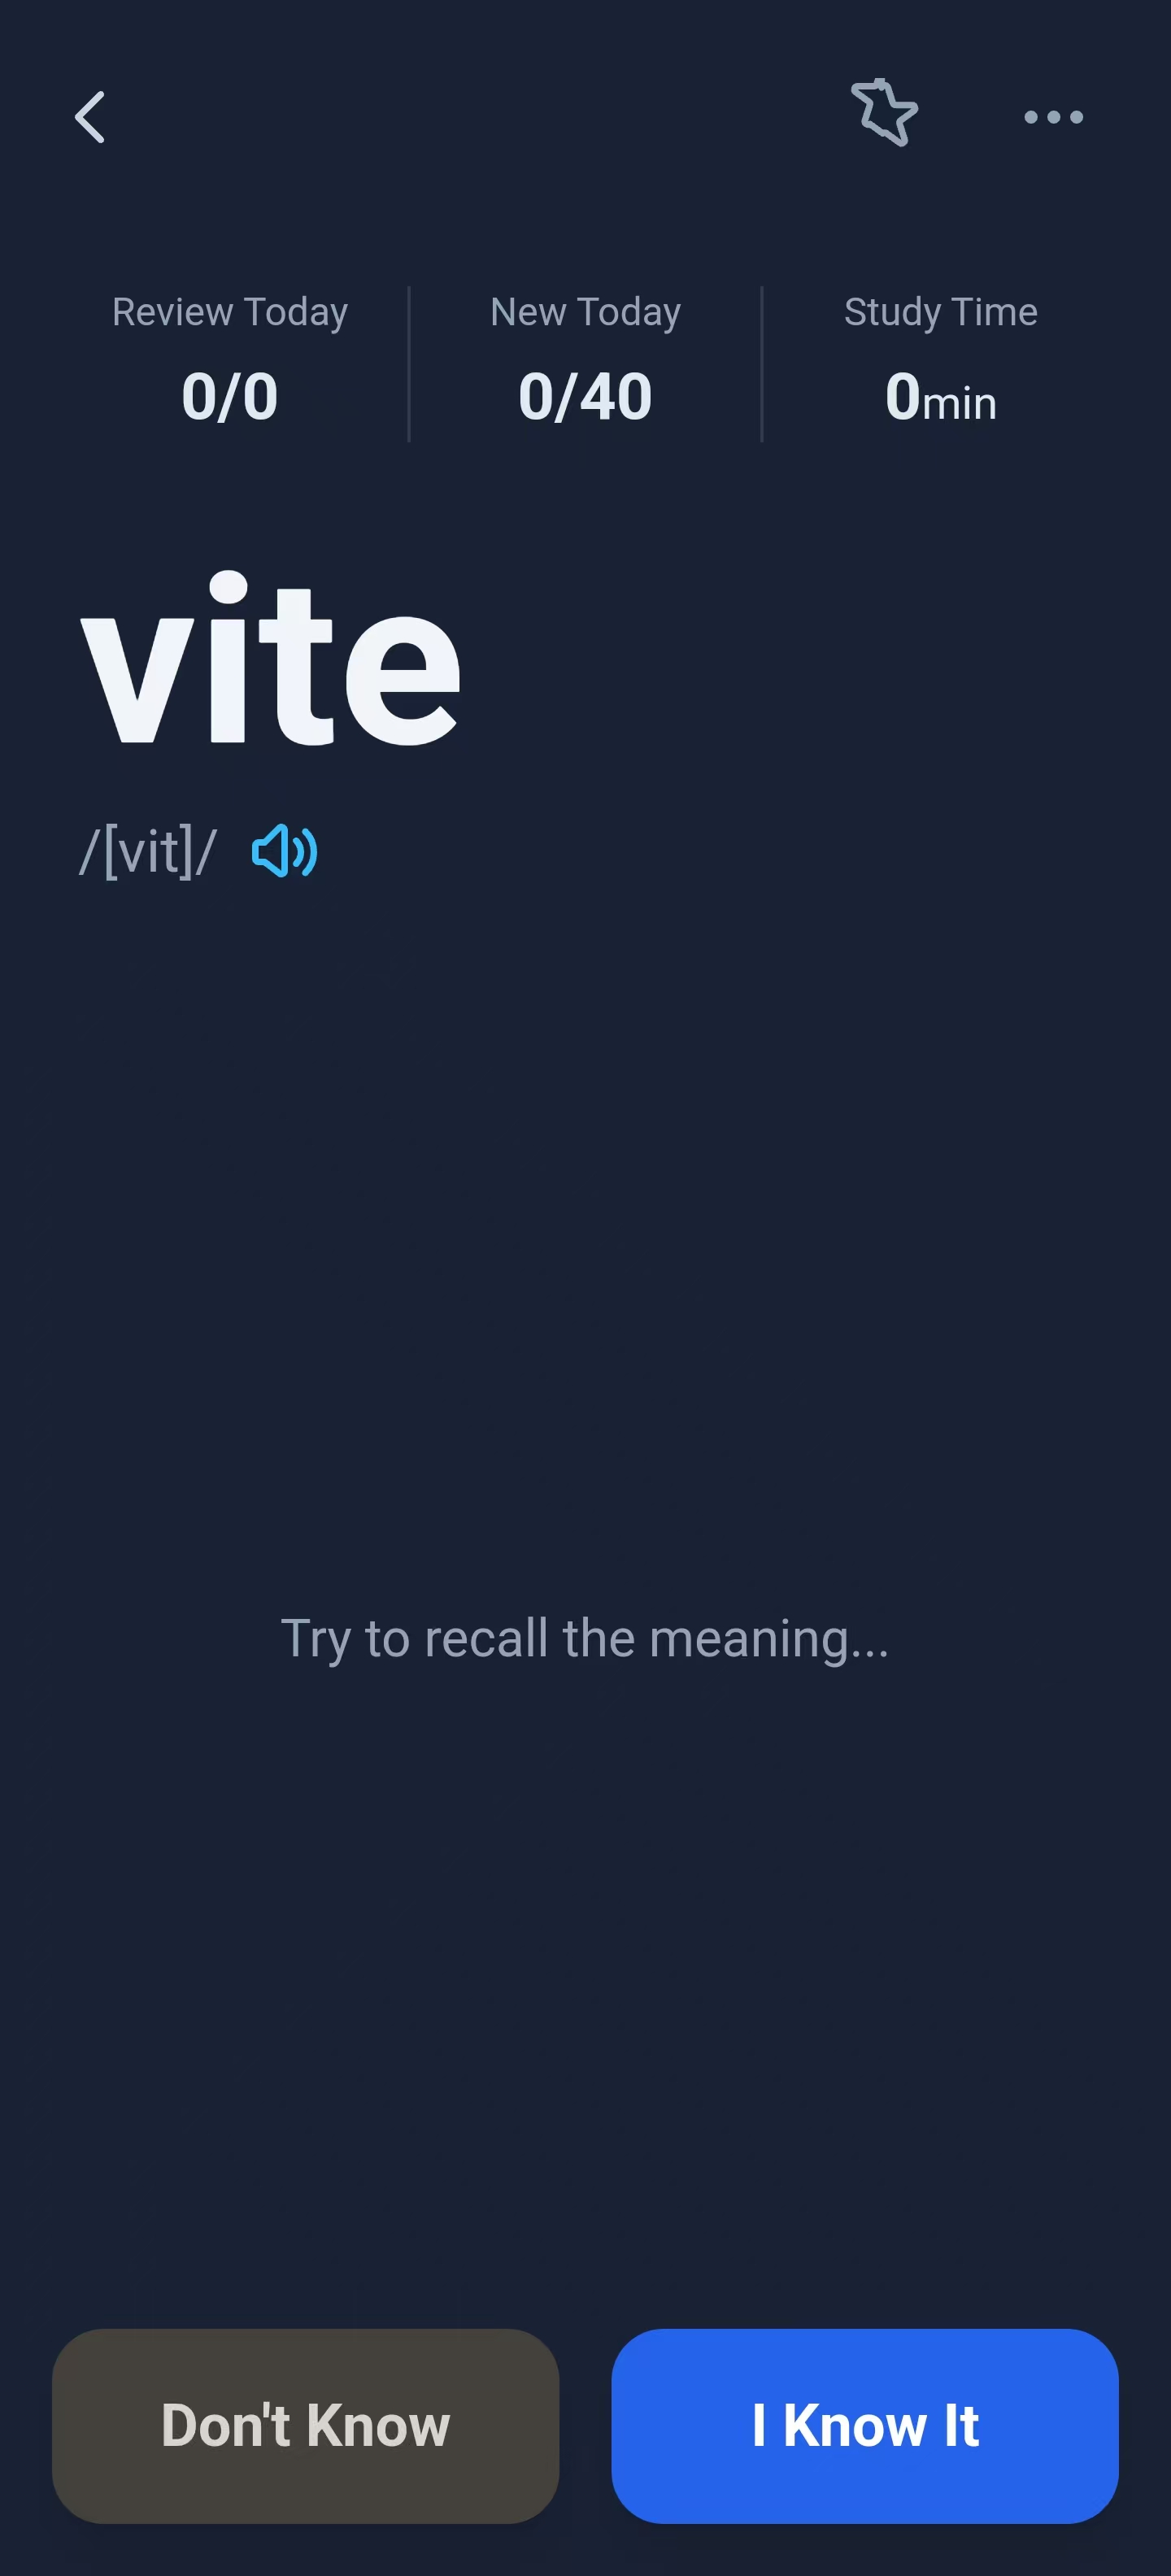 Review Today
New Today
Study Time
0/0
0/40
0min
vite
/[vit]/
Try to recall the meaning...
Don't Know
I Know It